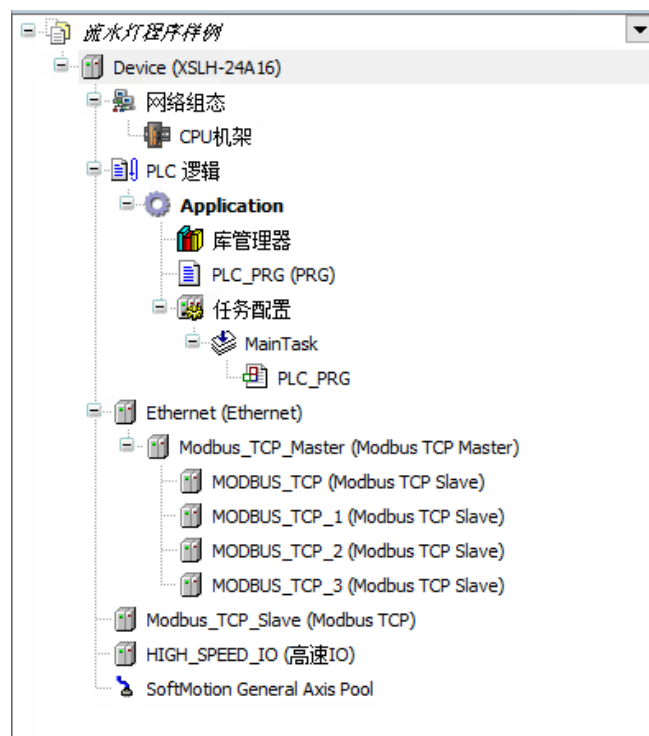 流水灯程序样例
Device (XSLH-24A16)
网络组态
CPU机架
PLC 逻辑
Application
库管理器
PLC_PRG (PRG)
任务配置
MainTask
PLC_PRG
Ethernet (Ethernet)
Modbus_TCP_Master (Modbus TCP Master)
MODBUS_TCP (Modbus TCP Slave)
MODBUS_TCP_1 (Modbus TCP Slave)
MODBUS_TCP_2 (Modbus TCP Slave)
MODBUS_TCP_3 (Modbus TCP Slave)
Modbus_TCP_Slave (Modbus TCP)
HIGH_SPEED_IO (高速IO)
SoftMotion General Axis Pool